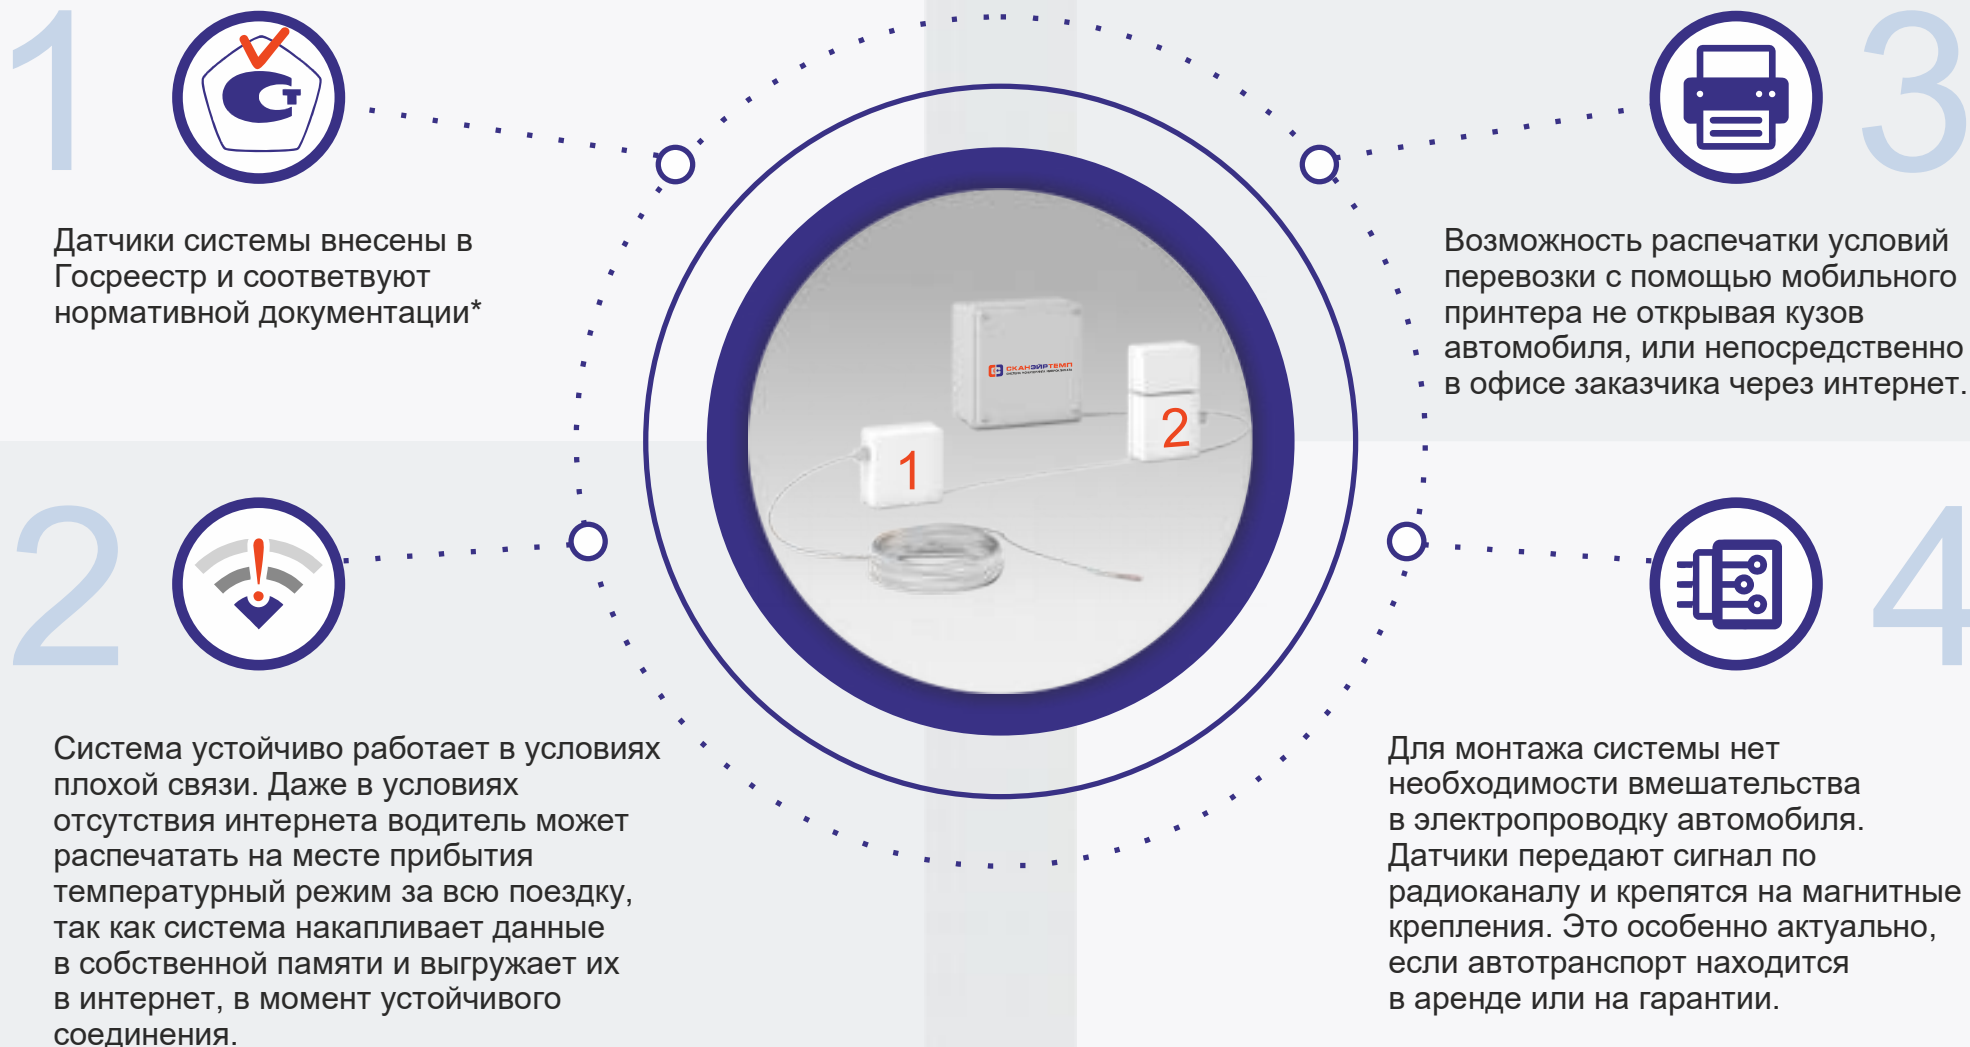 1
Датчики системы внесены в
Госреестр и соответвуют
нормативной документации*
2
Система устойчиво работает в условиях
плохой связи. Даже в условиях
отсутствия интернета водитель может
распечатать на месте прибытия
температурный режим за всю поездку,
так как система накапливает данные
в собственной памяти и выгружает их
в интернет, в момент устойчивого
соединения.
СКАНЭЙРТЕМП
1
2
3
Возможность распечатки условий
перевозки с помощью мобильного
принтера не открывая кузов
автомобиля, или непосредственно
в офисе заказчика через интернет.
4
Для монтажа системы нет
необходимости вмешательства
в электропроводку автомобиля.
Датчики передают сигнал по
радиоканалу и крепятся на магнитные
крепления. Это особенно актуально,
если автотранспорт находится
в аренде или на гарантии.